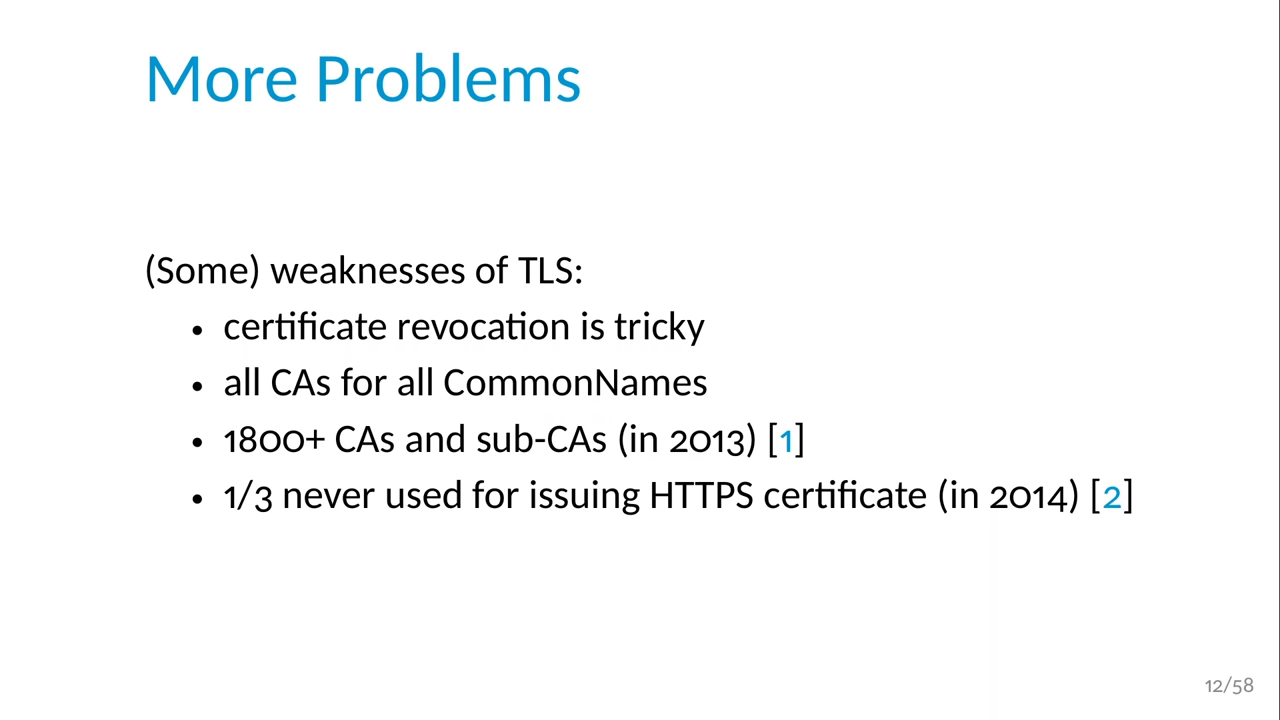 More Problems
(Some) weaknesses of TLS:
• certificate revocation is tricky
• all CAs for all CommonNames
• 1800+ CAs and sub-CAs (in 2013) [1]
• 1/3 never used for issuing HTTPS certificate (in 2014) [2]
12/58